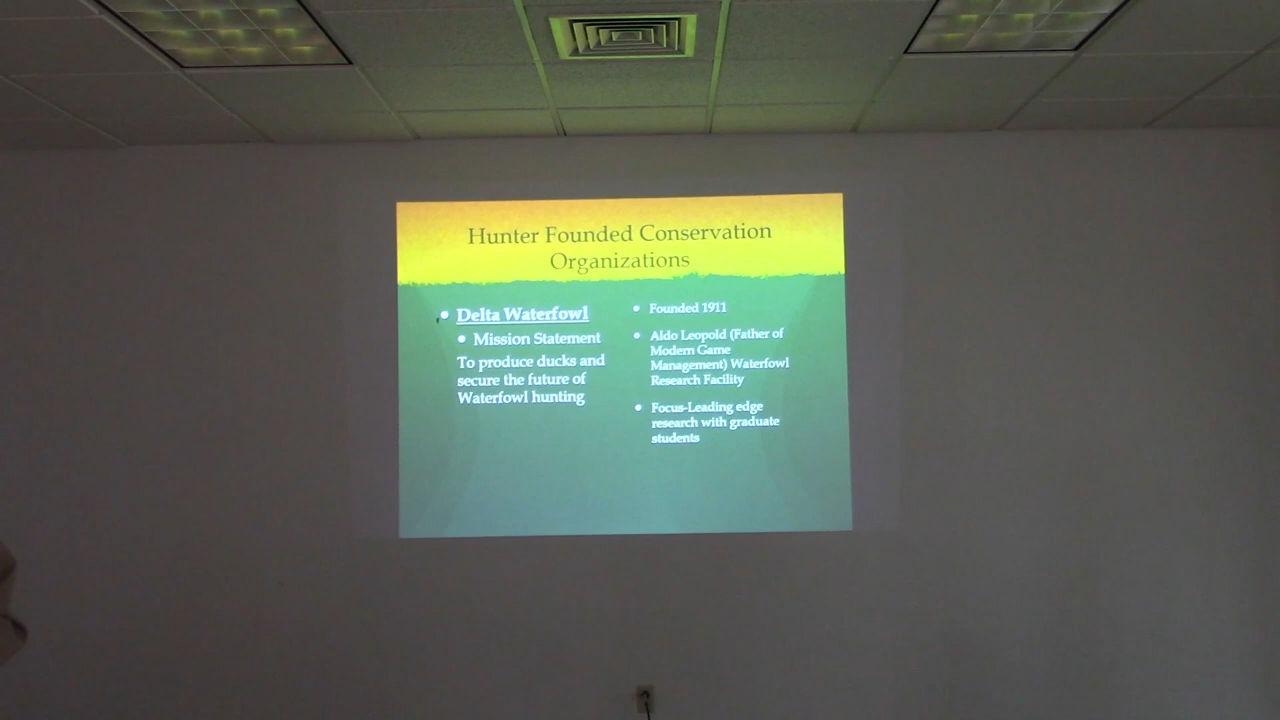 Hunter Founded Conservation
Organizations
• Delta Waterfowl
• Mission Statement
To produce ducks and
secure the future of
Waterfowl hunting
• Founded 1911
• Aldo Leopold (Father of
Modern Game
Management) Waterfowl
Research Facility
• Focus-Leading edge
research with graduate
students